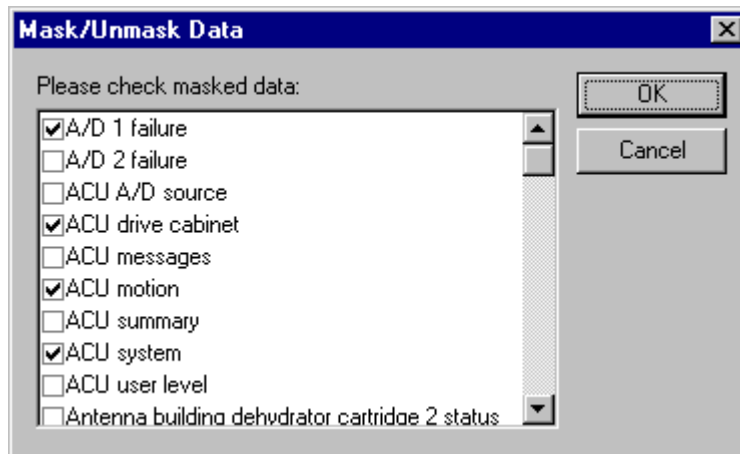 Mask/Unmask Data
Please check masked data:
OK
Cancel
A/D 1 failure
A/D 2 failure
ACU A/D source
ACU drive cabinet
ACU messages
ACU motion
ACU summary
ACU system
ACU user level
Antenna building dehydrator cartridge 2 status